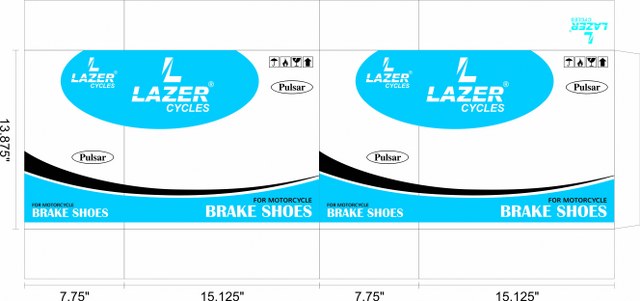 L
LAZER
CYCLES
L
LAZER®
CYCLES
L
LAZER®
CYCLES
Pulsar
Pulsar
FOR MOTORCYCLE
BRAKE SHOES
FOR MOTORCYCLE
BRAKE SHOES
L
LAZER®
CYCLES
L
LAZER®
CYCLES
Pulsar
Pulsar
FOR MOTORCYCLE
BRAKE SHOES
FOR MOTORCYCLE
BRAKE SHOES
13.875"
7.75"
15.125"
7.75"
15.125"